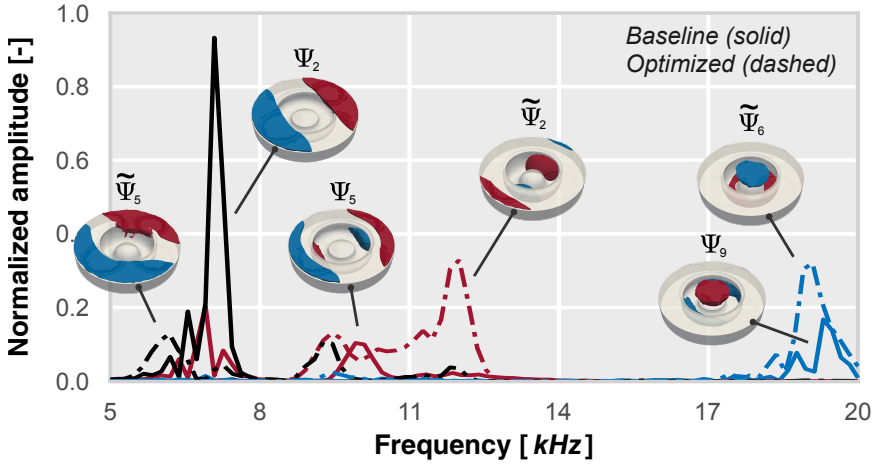 1.0
Baseline (solid)
Optimized (dashed)
Ψ2
0.8
Ψ̃2
Ψ̃6
0.6
Ψ̃5
Ψ5
0.
Ψ9
0.2
0.0
5 8 11 14 17 20
Frequency [kHz]
Normalized amplitude [-]